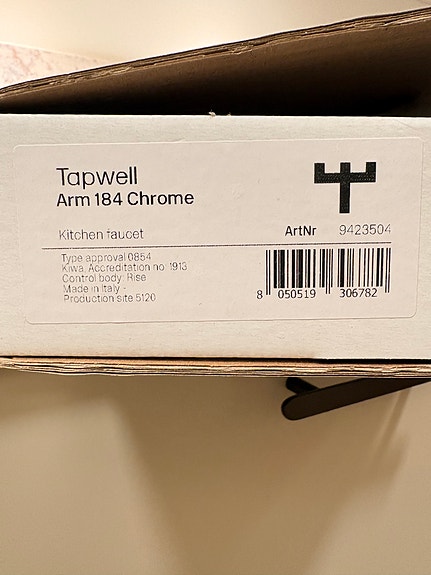 Tapwell
Arm 184 Chrome
Kitchen faucet
ArtNr 9423504
Type approval 0854
Kiwa, Accreditation no 1913
Control body: Rise
Made in Italy -
Production site 5120
8 050519 306782